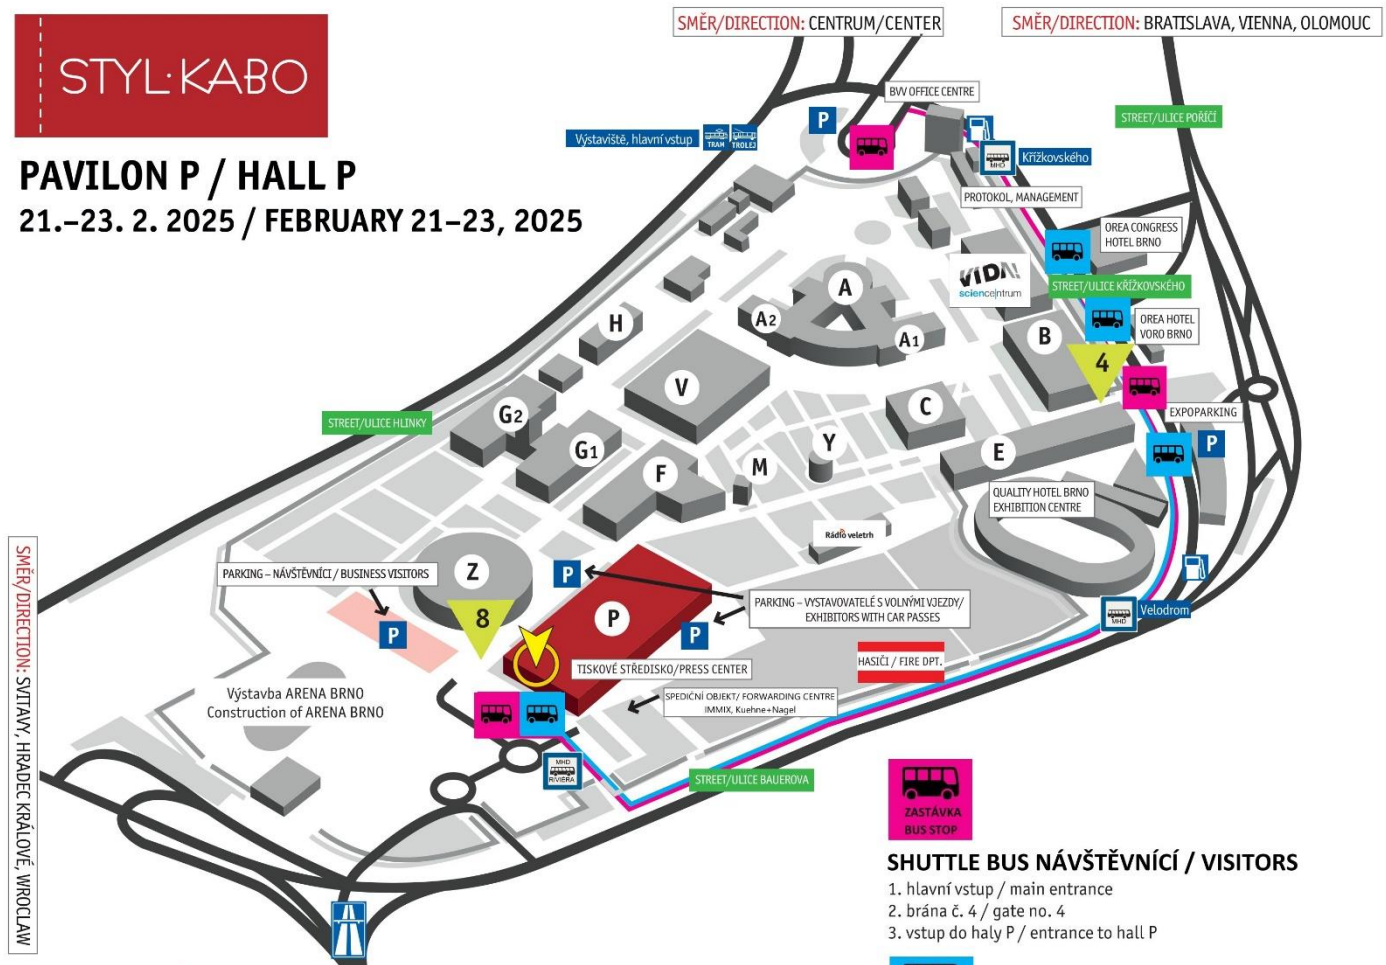 SMĚR/DIRECTION: CENTRUM/CENTER
SMĚR/DIRECTION: BRATISLAVA, VIENNA, OLOMOUC
STYL·KABO
PAVILON P / HALL P
21.–23. 2. 2025 / FEBRUARY 21–23, 2025
BVV OFFICE CENTRE
STREET/ULICE POŘÍČÍ
P
Výstaviště, hlavní vstup
TRAM
TROLEJ
MHD
Křížkovského
PROTOKOL, MANAGEMENT
OREA CONGRESS
HOTEL BRNO
VIDA!
science|ntrum
STREET/ULICE KŘÍŽKOVSKÉHO
A
A2
A1
H
B
OREA HOTEL
VORO BRNO
4
V
C
EXPOPARKING
P
STREET/ULICE HLINKY
G2
G1
F
M
Y
E
QUALITY HOTEL BRNO
EXHIBITION CENTRE
Rádio veletrh
SMĚR/DIRECTION: SVITAVY, HRADEC KRÁLOVÉ, WROCLAW
PARKING – NÁVŠTĚVNÍCI / BUSINESS VISITORS
Z
P
P
8
P
PARKING – VYSTAVOVATELÉ S VOLNÝMI VJEZDY/
EXHIBITORS WITH CAR PASSES
P
MHD
Velodrom
TISKOVÉ STŘEDISKO/PRESS CENTER
HASIČI / FIRE DPT.
Výstavba ARENA BRNO
Construction of ARENA BRNO
SPEDIČNÍ OBJEKT/ FORWARDING CENTRE
IMMIX, Kuehne+Nagel
MHD
RIVIERA
STREET/ULICE BAUEROVA
ZASTÁVKA
BUS STOP
SHUTTLE BUS NÁVŠTĚVNÍCÍ / VISITORS
1. hlavní vstup / main entrance
2. brána č. 4 / gate no. 4
3. vstup do haly P / entrance to hall P